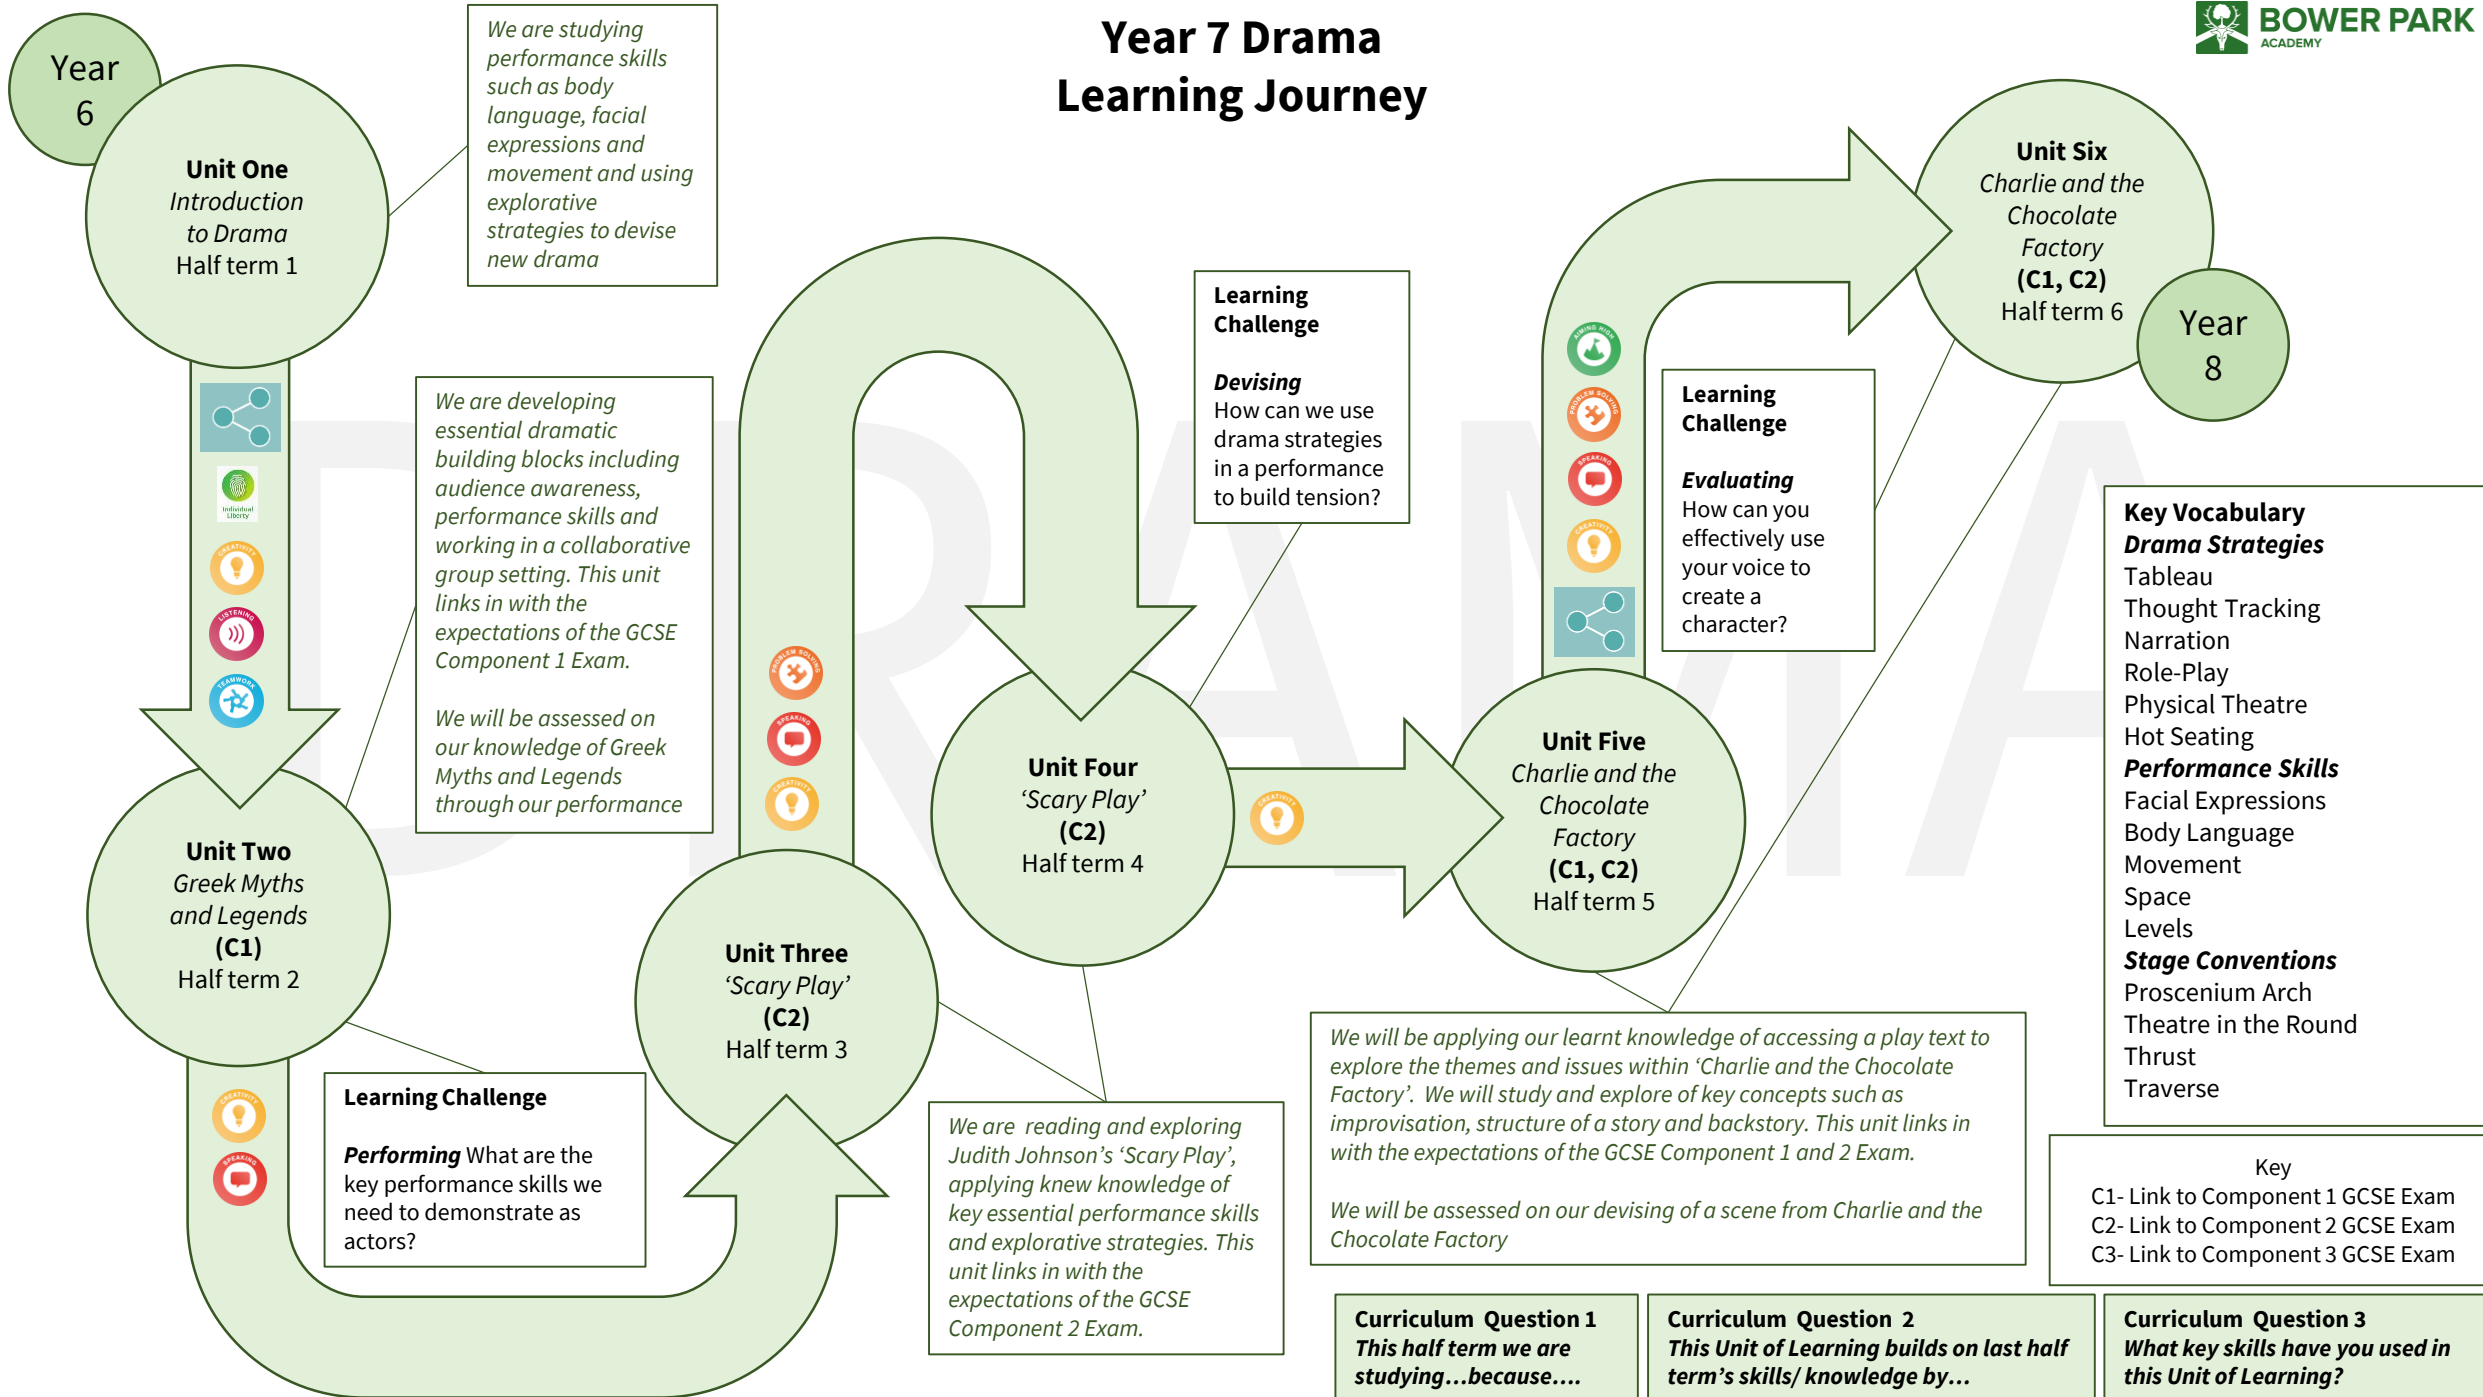 Year 7 Drama
Learning Journey
BOWER PARK
ACADEMY
Year
6
Unit One
Introduction
to Drama
Half term 1
We are studying
performance skills
such as body
language, facial
expressions and
movement and using
explorative
strategies to devise
new drama
Individual
Liberty
CREATIVITY
LISTENING
TEAMWORK
We are developing
essential dramatic
building blocks including
audience awareness,
performance skills and
working in a collaborative
group setting. This unit
links in with the
expectations of the GCSE
Component 1 Exam.
We will be assessed on
our knowledge of Greek
Myths and Legends
through our performance
Unit Two
Greek Myths
and Legends
(C1)
Half term 2
CREATIVITY
SPEAKING
Learning Challenge
Performing What are the
key performance skills we
need to demonstrate as
actors?
Unit Three
‘Scary Play’
(C2)
Half term 3
PROBLEM SOLVING
SPEAKING
CREATIVITY
We are reading and exploring
Judith Johnson’s ‘Scary Play’,
applying knew knowledge of
key essential performance skills
and explorative strategies. This
unit links in with the
expectations of the GCSE
Component 2 Exam.
Unit Four
‘Scary Play’
(C2)
Half term 4
Learning
Challenge
Devising
How can we use
drama strategies
in a performance
to build tension?
CREATIVITY
Unit Five
Charlie and the
Chocolate
Factory
(C1, C2)
Half term 5
AIMING HIGH
PROBLEM SOLVING
SPEAKING
CREATIVITY
Learning
Challenge
Evaluating
How can you
effectively use
your voice to
create a
character?
Unit Six
Charlie and the
Chocolate
Factory
(C1, C2)
Half term 6
Year
8
We will be applying our learnt knowledge of accessing a play text to
explore the themes and issues within ‘Charlie and the Chocolate
Factory’. We will study and explore of key concepts such as
improvisation, structure of a story and backstory. This unit links in
with the expectations of the GCSE Component 1 and 2 Exam.
We will be assessed on our devising of a scene from Charlie and the
Chocolate Factory
Key Vocabulary
Drama Strategies
Tableau
Thought Tracking
Narration
Role-Play
Physical Theatre
Hot Seating
Performance Skills
Facial Expressions
Body Language
Movement
Space
Levels
Stage Conventions
Proscenium Arch
Theatre in the Round
Thrust
Traverse
Key
C1- Link to Component 1 GCSE Exam
C2- Link to Component 2 GCSE Exam
C3- Link to Component 3 GCSE Exam
Curriculum Question 1
This half term we are
studying...because....
Curriculum Question 2
This Unit of Learning builds on last half
term’s skills/ knowledge by...
Curriculum Question 3
What key skills have you used in
this Unit of Learning?
DRAMA